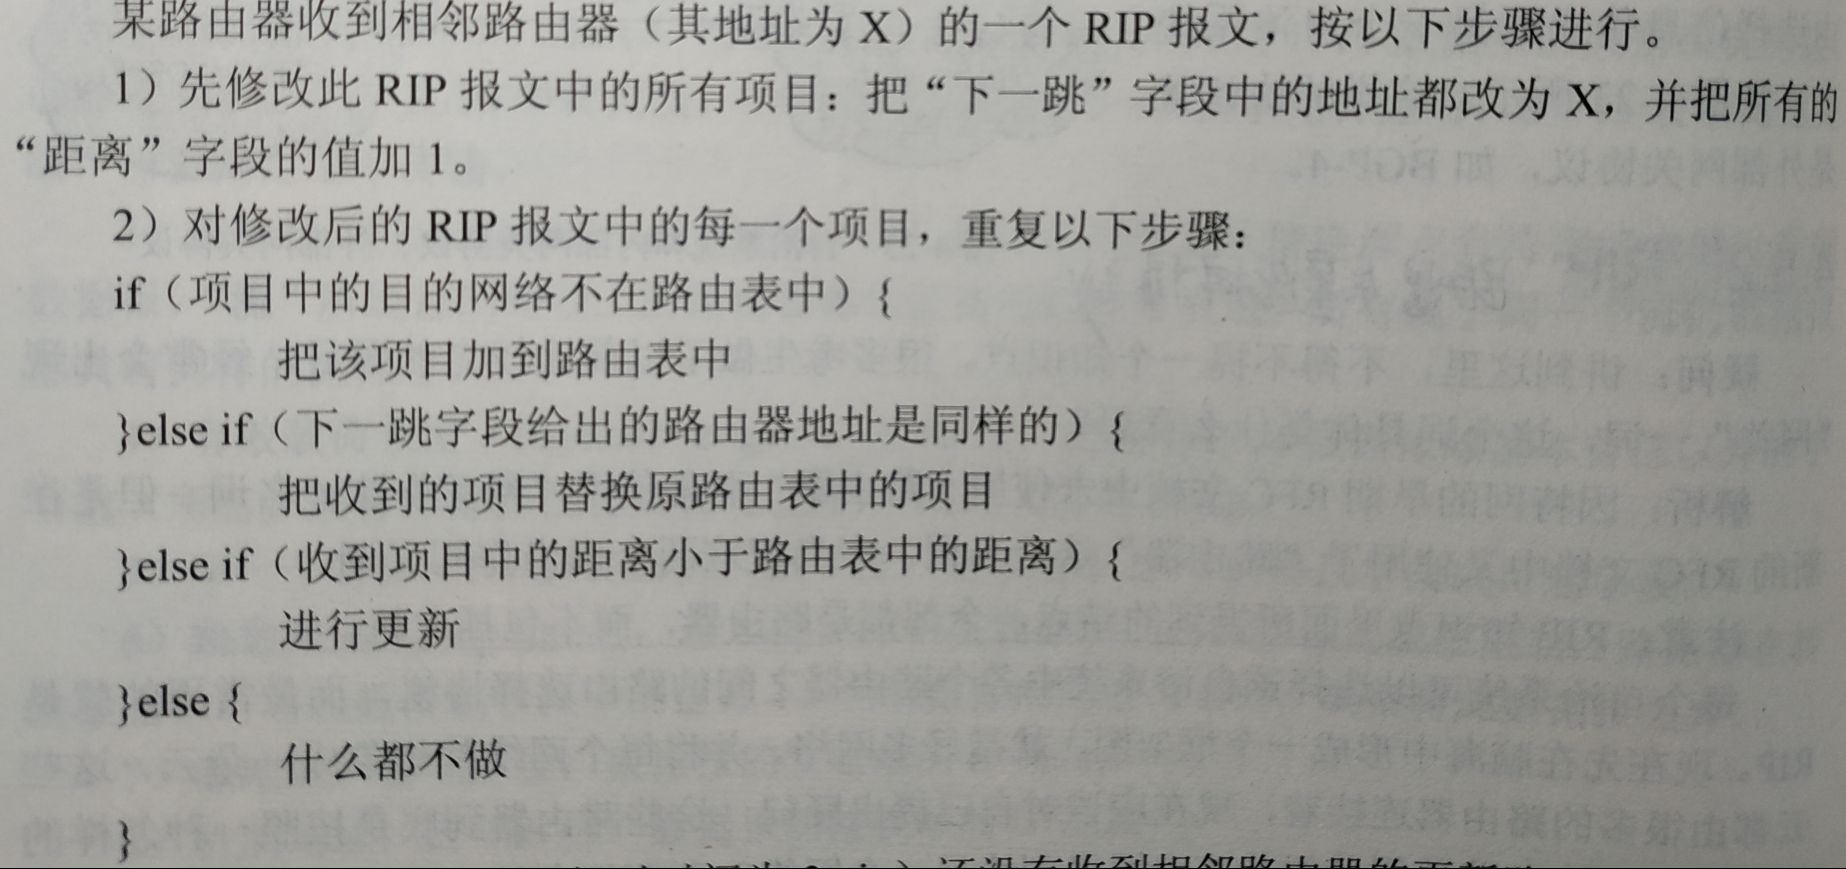 某路由器收到相邻路由器（其地址为 X）的一个 RIP 报文，按以下步骤进行。
1）先修改此 RIP 报文中的所有项目：把“下一跳”字段中的地址都改为 X，并把所有的
“距离”字段的值加 1。
2）对修改后的 RIP 报文中的每一个项目，重复以下步骤：
if（项目中的目的网络不在路由表中）{
把该项目加到路由表中
}else if（下一跳字段给出的路由器地址是同样的）{
把收到的项目替换原路由表中的项目
}else if（收到项目中的距离小于路由表中的距离）{
进行更新
}else {
什么都不做
}